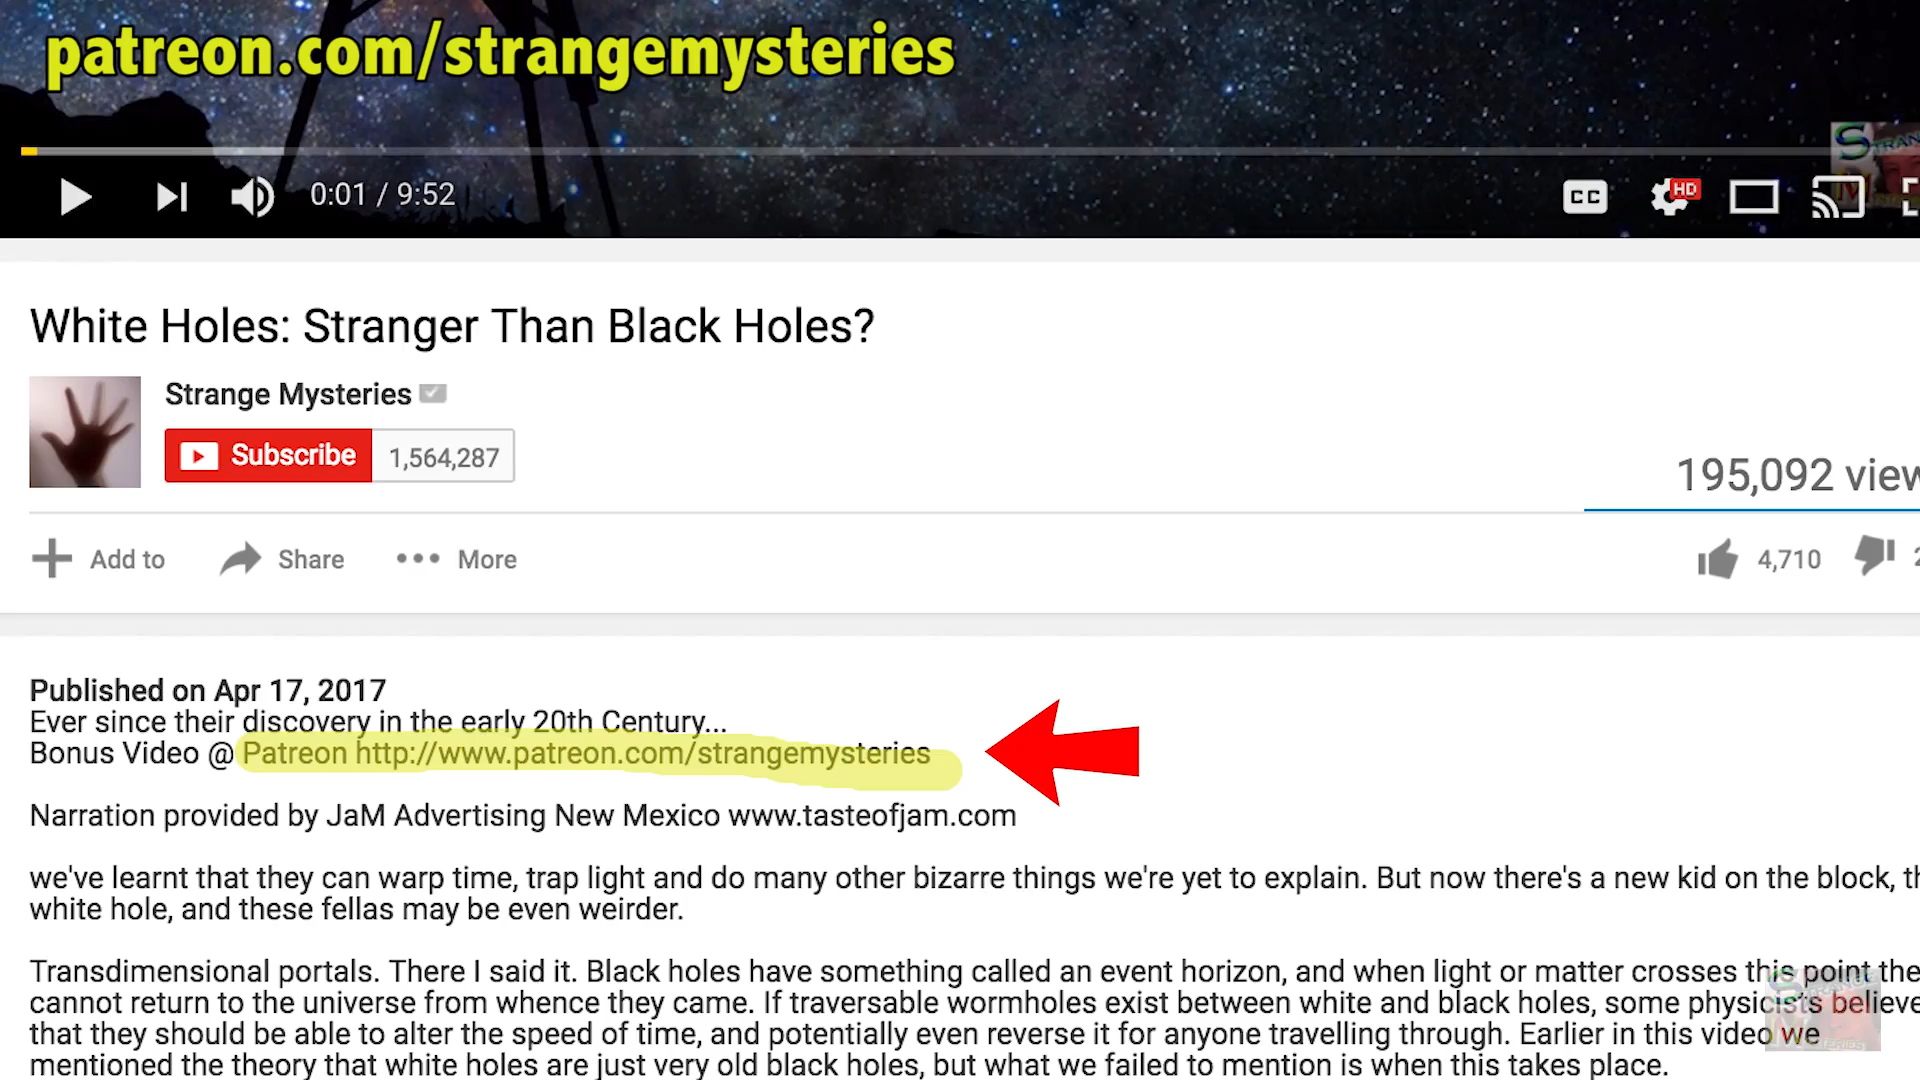 patreon.com/strangemysteries
0:01 / 9:52
CC
HD
White Holes: Stranger Than Black Holes?
Strange Mysteries
Subscribe 1,564,287
195,092 view
Add to Share More
4,710 2
Published on Apr 17, 2017
Ever since their discovery in the early 20th Century...
Bonus Video @ Patreon http://www.patreon.com/strangemysteries
Narration provided by JaM Advertising New Mexico www.tasteofjam.com
we've learnt that they can warp time, trap light and do many other bizarre things we're yet to explain. But now there's a new kid on the block, th
white hole, and these fellas may be even weirder.
Transdimensional portals. There I said it. Black holes have something called an event horizon, and when light or matter crosses this point the
cannot return to the universe from whence they came. If traversable wormholes exist between white and black holes, some physicists believe
that they should be able to alter the speed of time, and potentially even reverse it for anyone travelling through. Earlier in this video we
mentioned the theory that white holes are just very old black holes, but what we failed to mention is when this takes place.